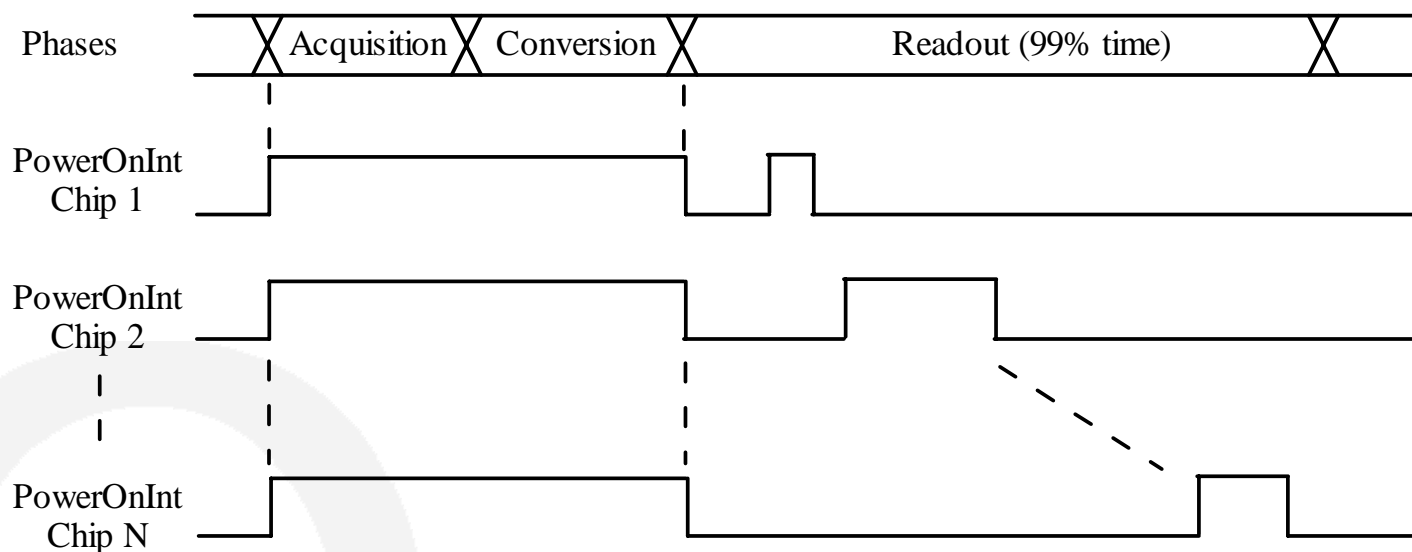 Phases Acquisition Conversion Readout (99% time)
PowerOnInt
Chip 1
PowerOnInt
Chip 2
PowerOnInt
Chip N